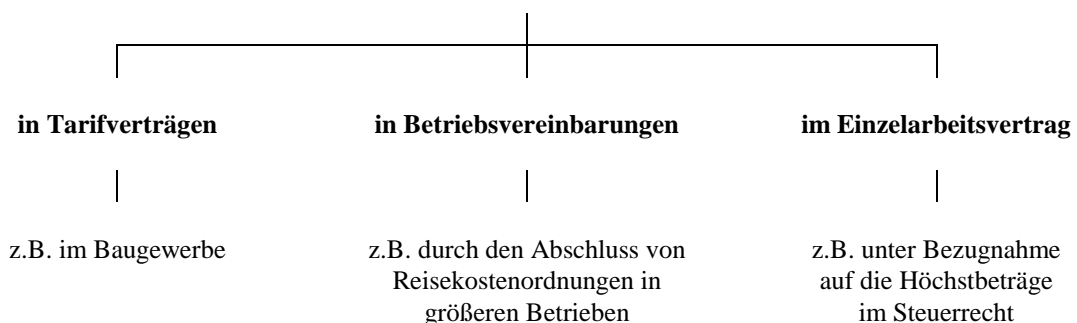 in Tarifverträgen
in Betriebsvereinbarungen
im Einzelarbeitsvertrag
z.B. im Baugewerbe
z.B. durch den Abschluss von
Reisekostenordnungen in
größeren Betrieben
z.B. unter Bezugnahme
auf die Höchstbeträge
im Steuerrecht